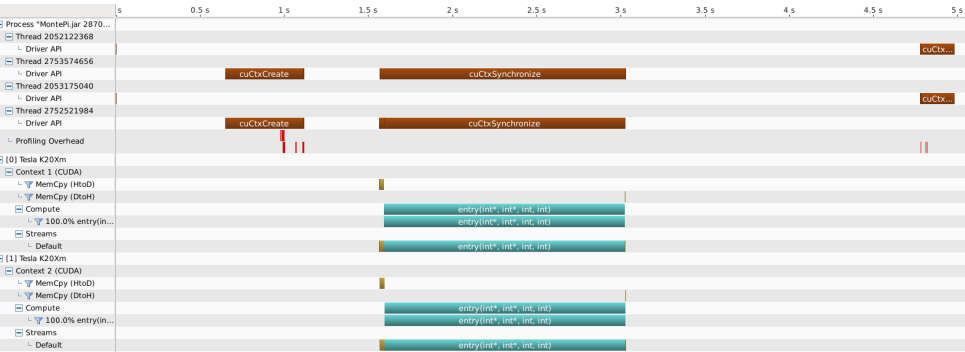 s 0.5 s 1 s 1.5 s 2 s 2.5 s 3 s 3.5 s 4 s 4.5 s 5 s
Process "MontePi.jar 2870...
Thread 2052122368
Driver API cuCtx...
Thread 2753574656
Driver API cuCtxCreate cuCtxSynchronize
Thread 2053175040
Driver API cuCtx...
Thread 2752521984
Driver API cuCtxCreate cuCtxSynchronize
Profiling Overhead
[0] Tesla K20Xm
Context 1 (CUDA)
MemCpy (HtoD)
MemCpy (DtoH)
Compute entry(int*, int*, int, int)
100.0% entry(in... entry(int*, int*, int, int)
Streams
Default entry(int*, int*, int, int)
[1] Tesla K20Xm
Context 2 (CUDA)
MemCpy (HtoD)
MemCpy (DtoH)
Compute entry(int*, int*, int, int)
100.0% entry(in... entry(int*, int*, int, int)
Streams
Default entry(int*, int*, int, int)